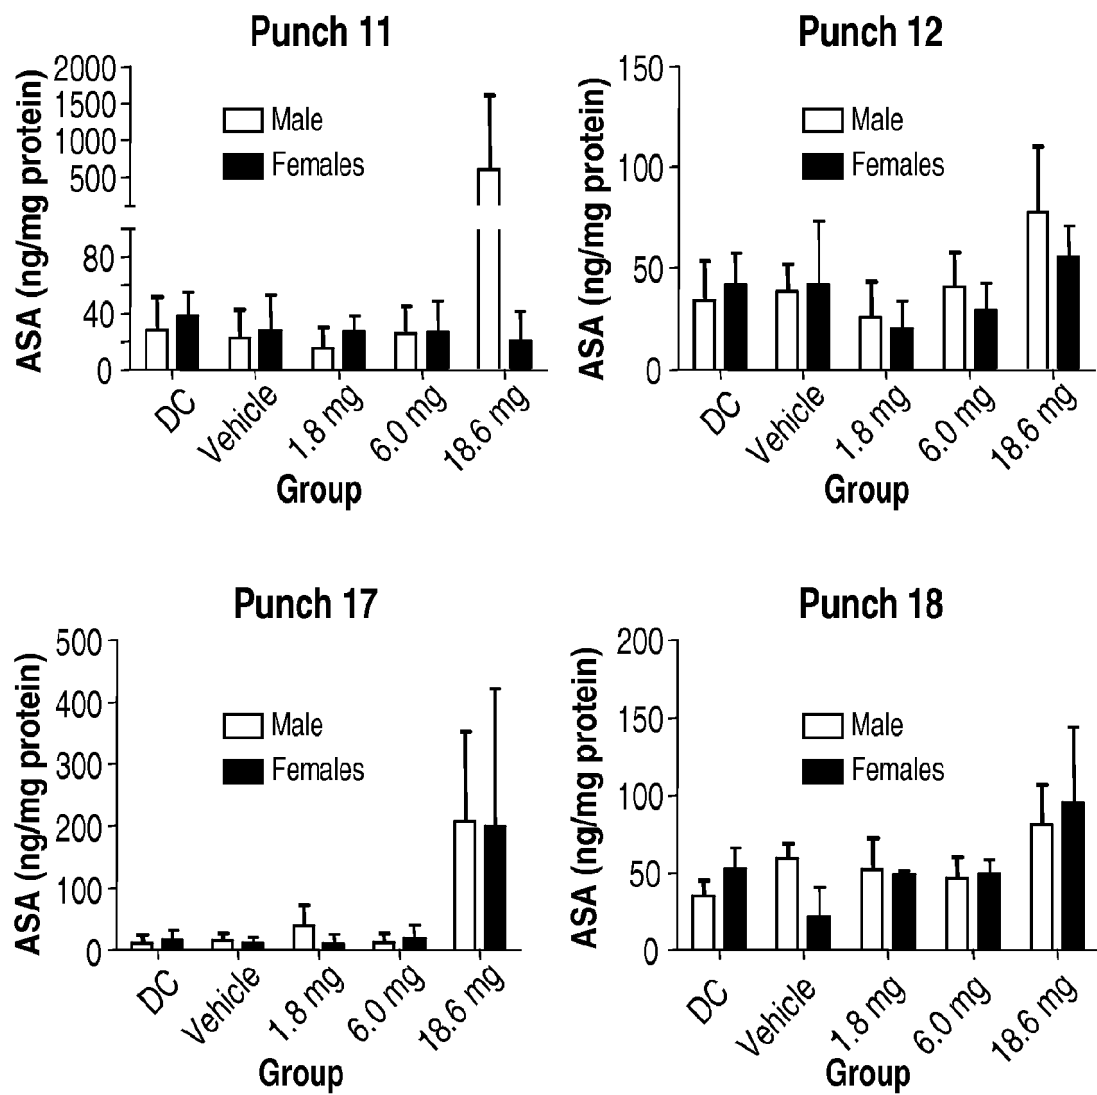 Punch 11
ASA (ng/mg protein)
2000
1500
1000
500
80
40
0
Male
Females
DC
Vehicle
1.8 mg
6.0 mg
18.6 mg
Group
Punch 12
ASA (ng/mg protein)
150
100
50
0
Male
Females
DC
Vehicle
1.8 mg
6.0 mg
18.6 mg
Group
Punch 17
ASA (ng/mg protein)
500
400
300
200
100
0
Male
Females
DC
Vehicle
1.8 mg
6.0 mg
18.6 mg
Group
Punch 18
ASA (ng/mg protein)
200
150
100
50
0
Male
Females
DC
Vehicle
1.8 mg
6.0 mg
18.6 mg
Group